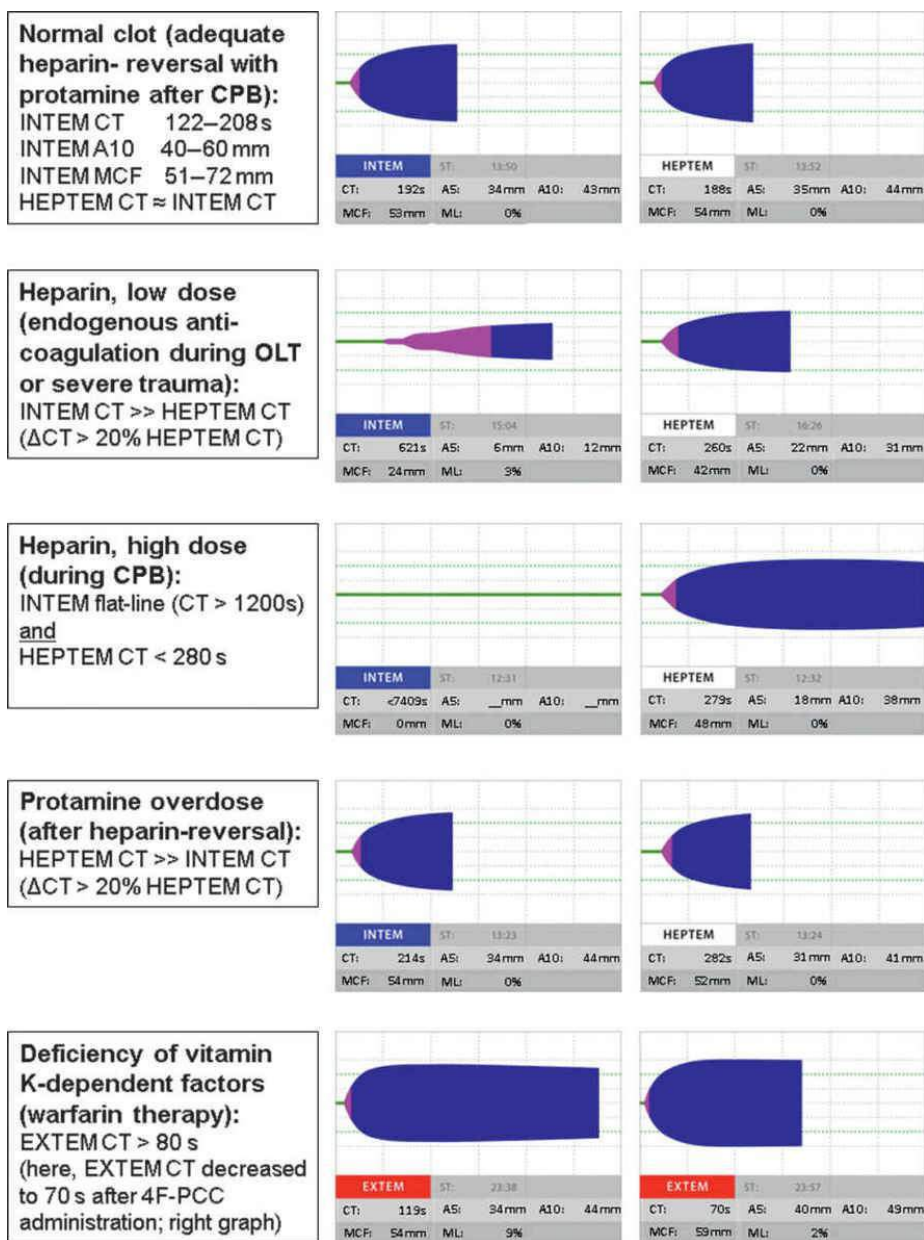 Normal clot (adequate
heparin- reversal with
protamine after CPB):
INTEM CT 122–208 s
INTEM A10 40–60 mm
INTEM MCF 51–72 mm
HEPTEM CT ≈ INTEM CT
INTEM ST: 13:50
CT: 192s A5: 34mm A10: 43mm
MCF: 53mm ML: 0%
HEPTEM ST: 13:52
CT: 188s A5: 35mm A10: 44mm
MCF: 54mm ML: 0%
Heparin, low dose
(endogenous anti-
coagulation during OLT
or severe trauma):
INTEM CT >> HEPTEM CT
(ΔCT > 20% HEPTEM CT)
INTEM ST: 15:04
CT: 621s A5: 6mm A10: 12mm
MCF: 24mm ML: 3%
HEPTEM ST: 16:26
CT: 260s A5: 22mm A10: 31mm
MCF: 42mm ML: 0%
Heparin, high dose
(during CPB):
INTEM flat-line (CT > 1200s)
and
HEPTEM CT < 280 s
INTEM ST: 12:31
CT: <7409s A5: __mm A10: __mm
MCF: 0mm ML: 0%
HEPTEM ST: 12:32
CT: 279s A5: 18mm A10: 38mm
MCF: 48mm ML: 0%
Protamine overdose
(after heparin-reversal):
HEPTEM CT >> INTEM CT
(ΔCT > 20% HEPTEM CT)
INTEM ST: 13:23
CT: 214s A5: 34mm A10: 44mm
MCF: 54mm ML: 0%
HEPTEM ST: 13:24
CT: 282s A5: 31mm A10: 41mm
MCF: 52mm ML: 0%
Deficiency of vitamin
K-dependent factors
(warfarin therapy):
EXTEM CT > 80 s
(here, EXTEM CT decreased
to 70 s after 4F-PCC
administration; right graph)
EXTEM ST: 23:38
CT: 119s A5: 34mm A10: 44mm
MCF: 54mm ML: 9%
EXTEM ST: 23:57
CT: 70s A5: 40mm A10: 49mm
MCF: 59mm ML: 2%